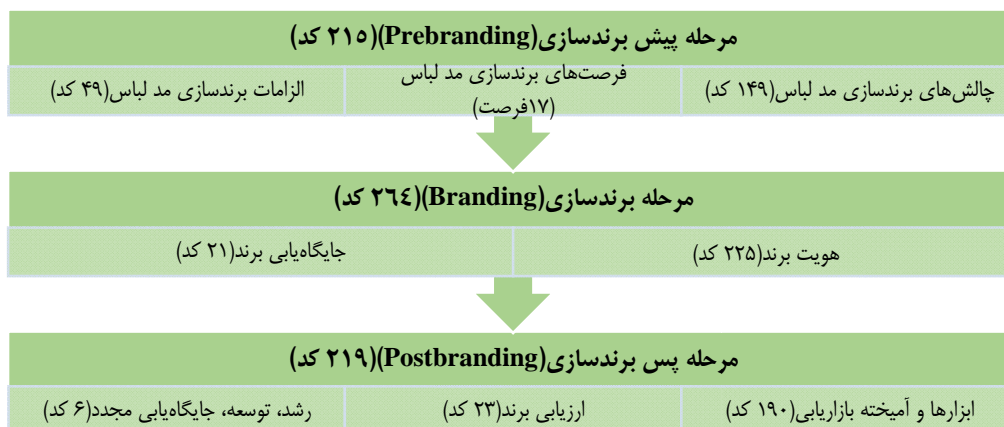 مرحله پیش برندسازی(Prebranding)(٢١٥ کد)
چالش‌های برندسازی مد لباس(۱۴۹ کد)
فرصت‌های برندسازی مد لباس
(۱۷فرصت)
الزامات برندسازی مد لباس(۴۹ کد)
مرحله برندسازی(Branding)(٢٦٤ کد)
هویت برند(۲۲۵ کد)
جایگاه‌یابی برند(۲۱ کد)
مرحله پس برندسازی(Postbranding)(٢١٩ کد)
ابزارها و آمیخته بازاریابی(۱۹۰ کد)
ارزیابی برند(۲۳ کد)
رشد، توسعه، جایگاه‌یابی مجدد(۶ کد)